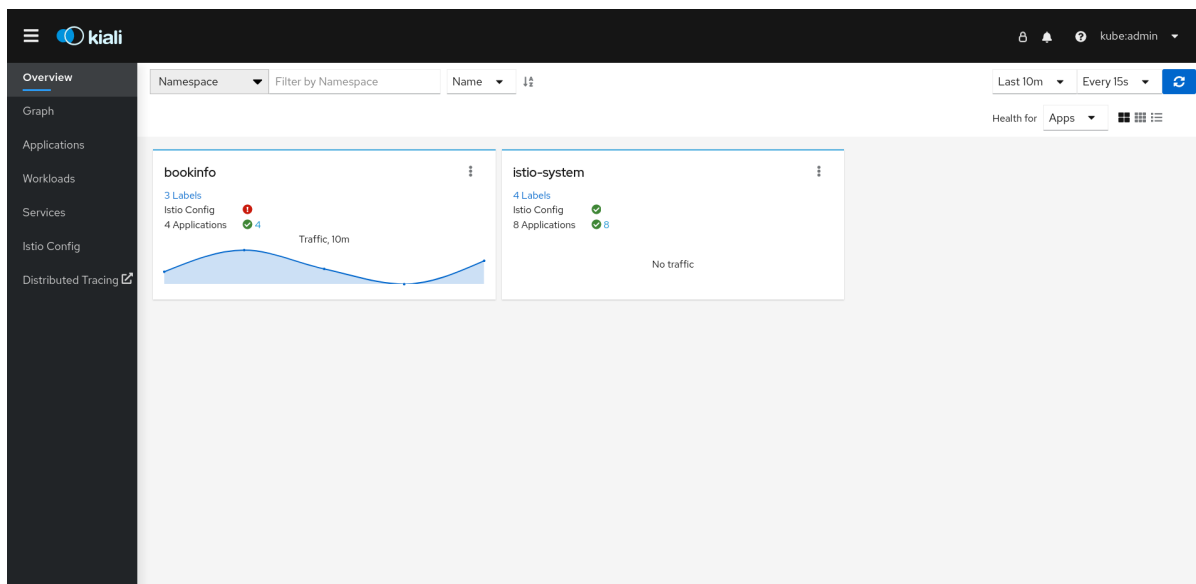 kiali
kube:admin
Overview
Graph
Applications
Workloads
Services
Istio Config
Distributed Tracing
Namespace Filter by Namespace Name Last 10m Every 15s
Health for Apps
bookinfo
3 Labels
Istio Config
4 Applications 4
Traffic, 10m
istio-system
4 Labels
Istio Config
8 Applications 8
No traffic